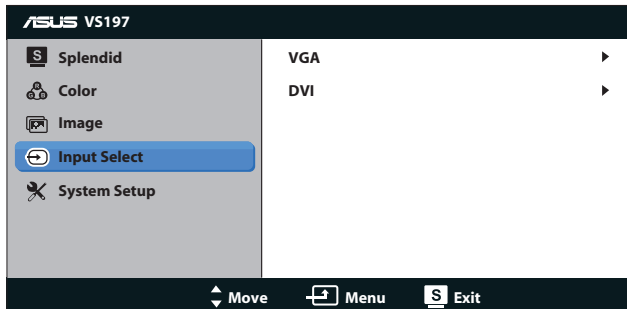 ASUS VS197
S Splendid
Color
Image
Input Select
System Setup
VGA
DVI
Move Menu S Exit